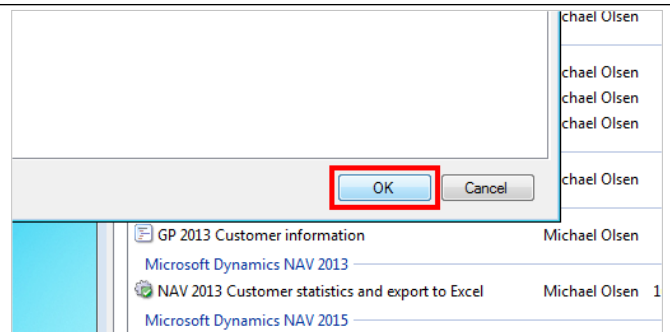 chael Olsen
chael Olsen
chael Olsen
chael Olsen
OK Cancel chael Olsen
GP 2013 Customer information Michael Olsen
Microsoft Dynamics NAV 2013
NAV 2013 Customer statistics and export to Excel Michael Olsen 1
Microsoft Dynamics NAV 2015